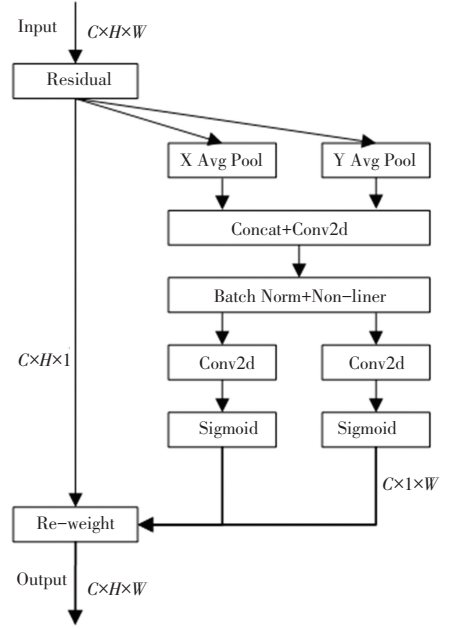 Input
C×H×W
Residual
X Avg Pool
Y Avg Pool
Concat+Conv2d
Batch Norm+Non-liner
C×H×1
Conv2d
Conv2d
Sigmoid
Sigmoid
C×1×W
Re-weight
Output
C×H×W